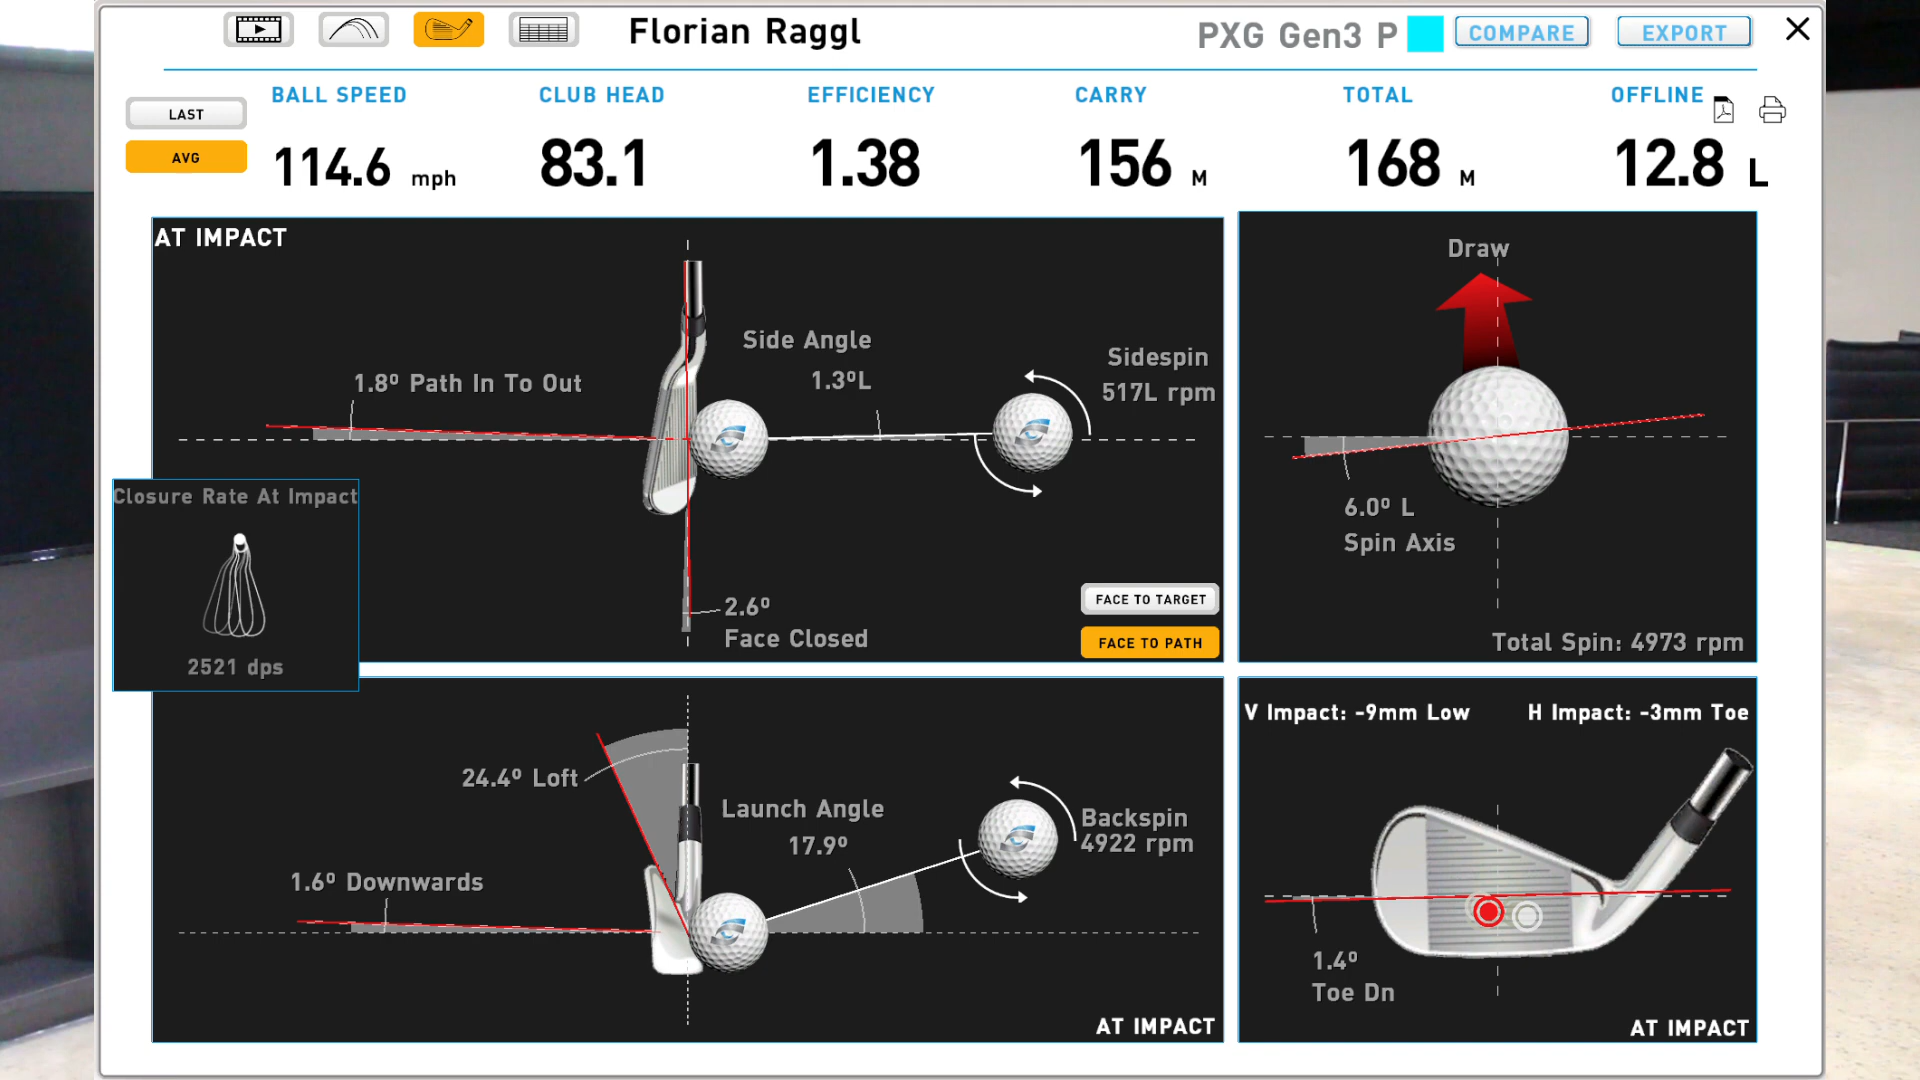 Florian Raggl
PXG Gen3 P
COMPARE
EXPORT
LAST
AVG
BALL SPEED
114.6 mph
CLUB HEAD
83.1
EFFICIENCY
1.38
CARRY
156 M
TOTAL
168 M
OFFLINE
12.8 L
AT IMPACT
1.8º Path In To Out
Side Angle
1.3ºL
Sidespin
517L rpm
2.6º
Face Closed
FACE TO TARGET
FACE TO PATH
Closure Rate At Impact
2521 dps
Draw
6.0º L
Spin Axis
Total Spin: 4973 rpm
24.4º Loft
Launch Angle
17.9º
Backspin
4922 rpm
1.6º Downwards
AT IMPACT
V Impact: -9mm Low
H Impact: -3mm Toe
1.4º
Toe Dn
AT IMPACT